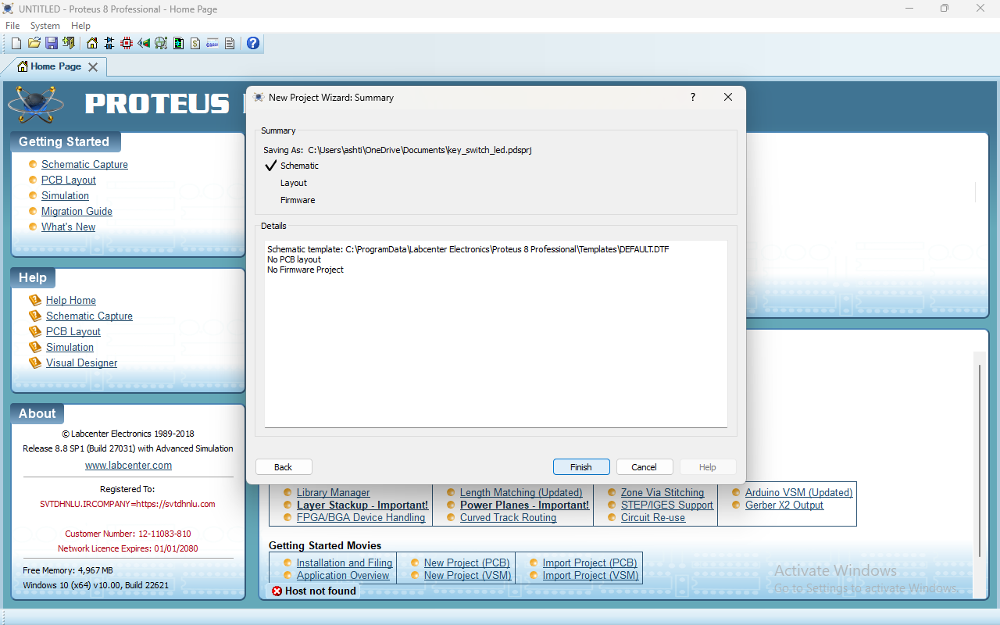 UNTITLED - Proteus 8 Professional - Home Page
File System Help
Home Page
PROTEUS
New Project Wizard: Summary
?
Summary
Saving As: C:\Users\ashti\OneDrive\Documents\key_switch_led.pdsprj
Schematic
Layout
Firmware
Details
Schematic template: C:\ProgramData\Labcenter Electronics\Proteus 8 Professional\Templates\DEFAULT.DTF
No PCB layout
No Firmware Project
Back Finish Cancel Help
Getting Started
Schematic Capture
PCB Layout
Simulation
Migration Guide
What's New
Help
Help Home
Schematic Capture
PCB Layout
Simulation
Visual Designer
About
© Labcenter Electronics 1989-2018
Release 8.8 SP1 (Build 27031) with Advanced Simulation
www.labcenter.com
Registered To:
SVTDHNLU.IRCOMPANY=https://svtdhnlu.com
Customer Number: 12-11083-810
Network Licence Expires: 01/01/2080
Free Memory: 4,967 MB
Windows 10 (x64) v10.00, Build 22621
Library Manager Length Matching (Updated) Zone Via Stitching Arduino VSM (Updated)
Layer Stackup - Important! Power Planes - Important! STEP/IGES Support Gerber X2 Output
FPGA/BGA Device Handling Curved Track Routing Circuit Re-use
Getting Started Movies
Installation and Filing New Project (PCB) Import Project (PCB)
Application Overview New Project (VSM) Import Project (VSM)
Host not found
Activate Windows
Go to Settings to activate Windows.